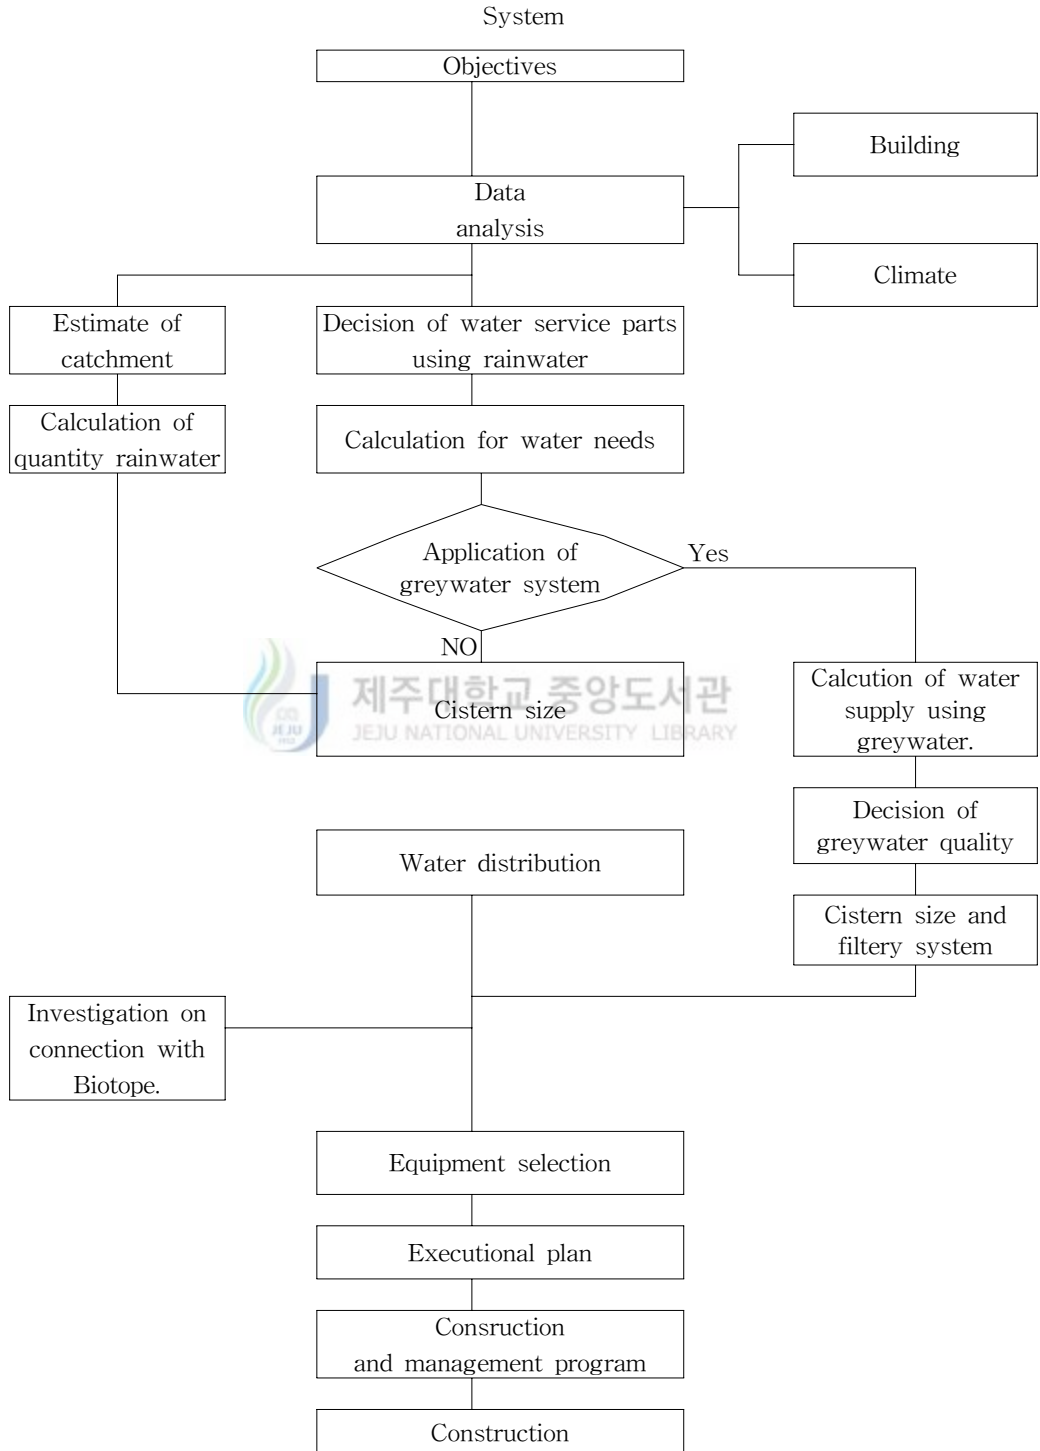 System
Objectives
Building
Data
analysis
Climate
Estimate of
catchment
Decision of water service parts
using rainwater
Calculation of
quantity rainwater
Calculation for water needs
Application of
greywater system
Yes
NO
제주대학교 중앙도서관
JEJU NATIONAL UNIVERSITY LIBRARY
JEJU
1952
Cistern size
Calcution of water
supply using
greywater.
Decision of
greywater quality
Water distribution
Cistern size and
filtery system
Investigation on
connection with
Biotope.
Equipment selection
Executional plan
Consruction
and management program
Construction